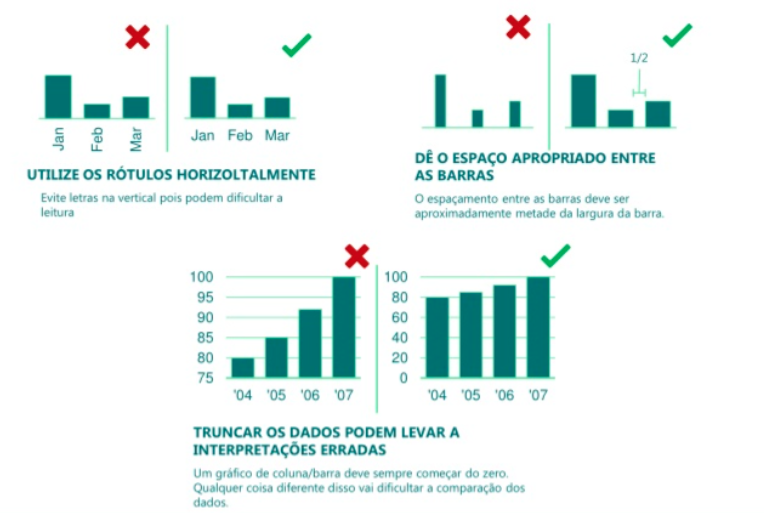 Jan
Feb
Mar
Jan Feb Mar
UTILIZE OS RÓTULOS HORIZOLTALMENTE
Evite letras na vertical pois podem dificultar a
leitura
1/2
DÊ O ESPAÇO APROPRIADO ENTRE
AS BARRAS
O espaçamento entre as barras deve ser
aproximadamente metade da largura da barra.
100
95
90
85
80
75
'04 '05 '06 '07
100
80
60
40
20
0
'04 '05 '06 '07
TRUNCAR OS DADOS PODEM LEVAR A
INTERPRETAÇÕES ERRADAS
Um gráfico de coluna/barra deve sempre começar do zero.
Qualquer coisa diferente disso vai dificultar a comparação dos
dados.